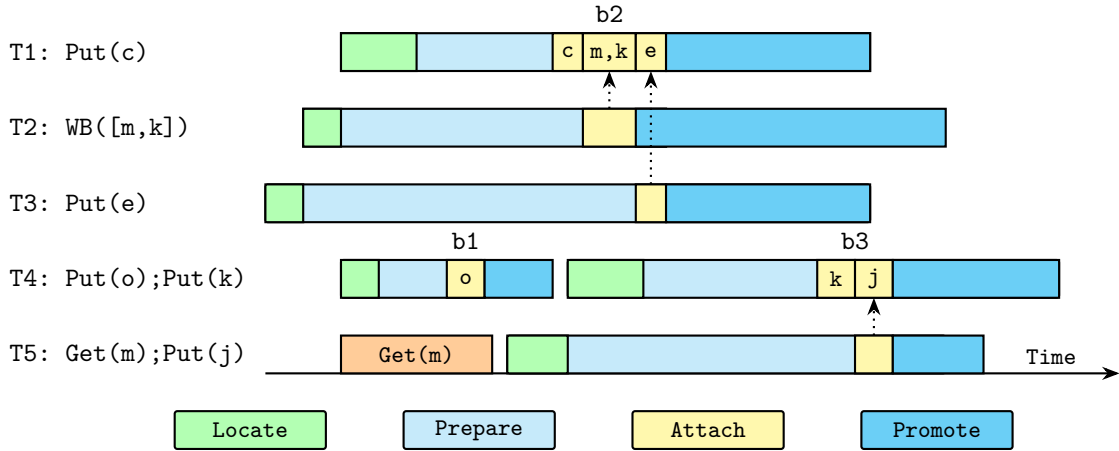 b2
T1: Put(c) c m,k e
T2: WB([m,k])
T3: Put(e)
b1 b3
T4: Put(o);Put(k) o k j
T5: Get(m);Put(j) Get(m) Time
Locate Prepare Attach Promote